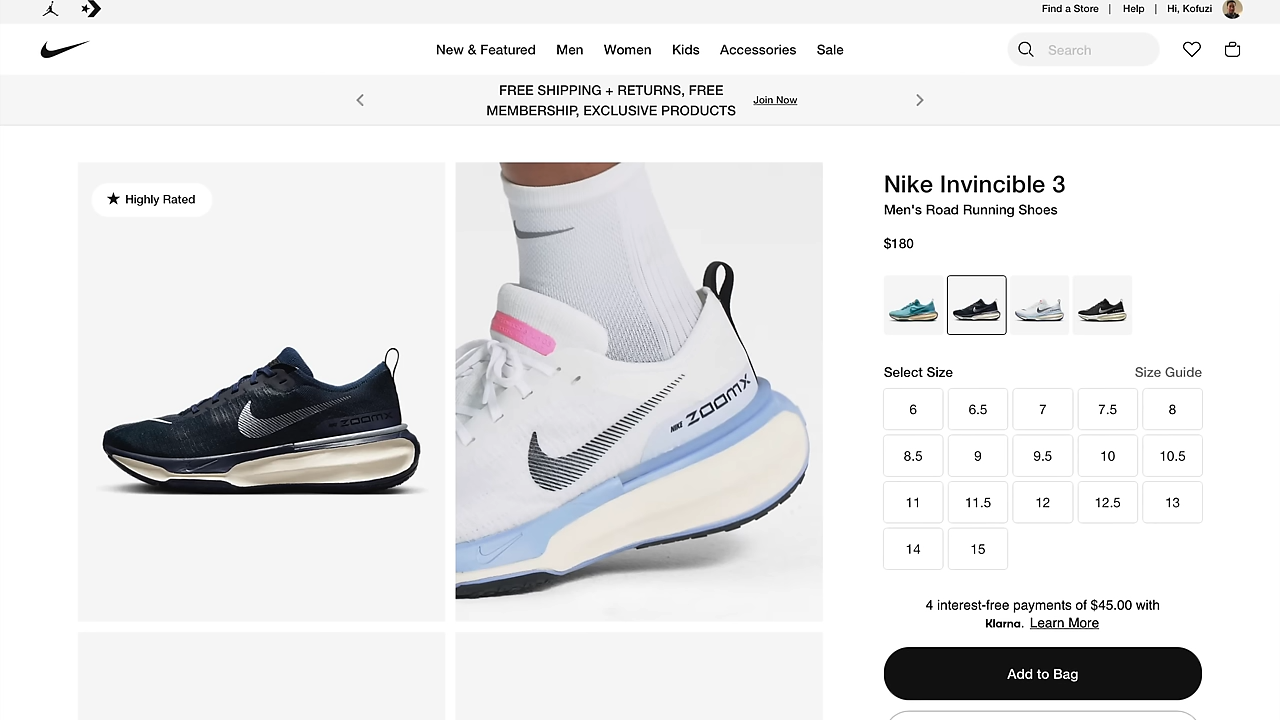 Find a Store | Help | Hi, Kofuzi
New & Featured Men Women Kids Accessories Sale
Search
FREE SHIPPING + RETURNS, FREE
MEMBERSHIP, EXCLUSIVE PRODUCTS
Join Now
Highly Rated
ZOOMX
NIKE ZOOMX
Nike Invincible 3
Men's Road Running Shoes
$180
Select Size
Size Guide
6 6.5 7 7.5 8
8.5 9 9.5 10 10.5
11 11.5 12 12.5 13
14 15
4 interest-free payments of $45.00 with
Klarna. Learn More
Add to Bag